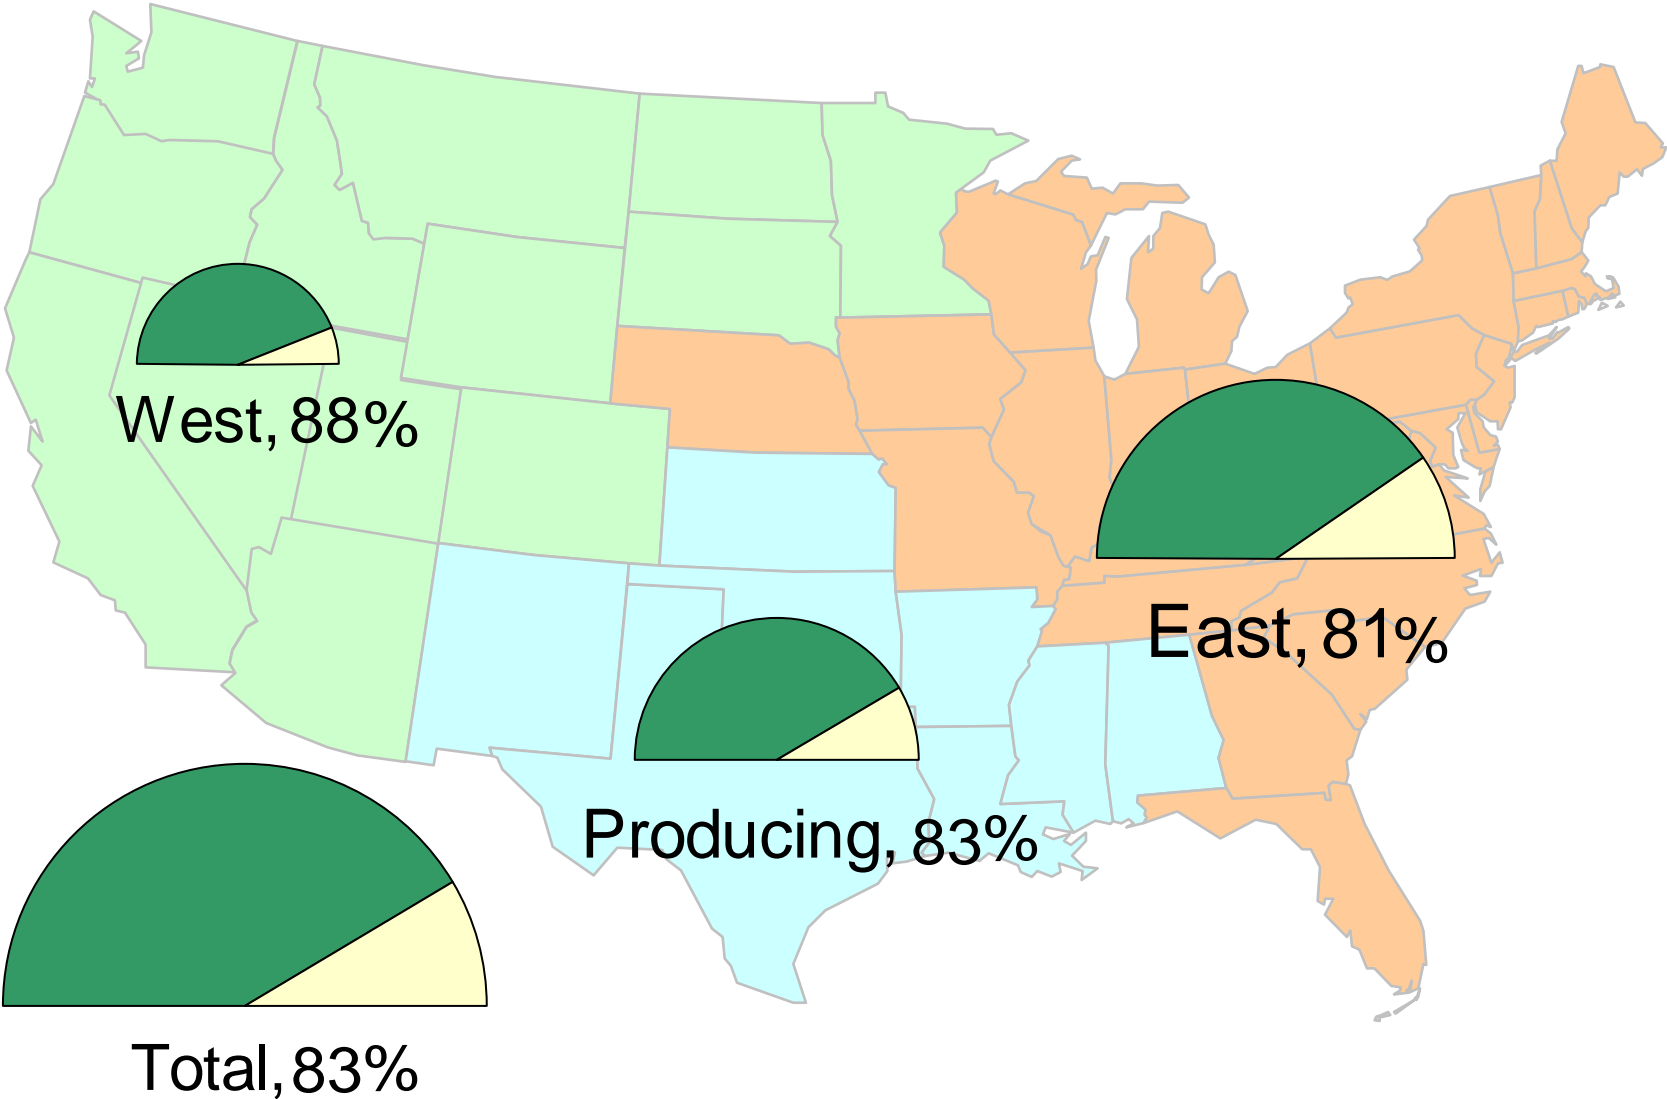 West, 88%
East, 81%
Producing, 83%
Total, 83%